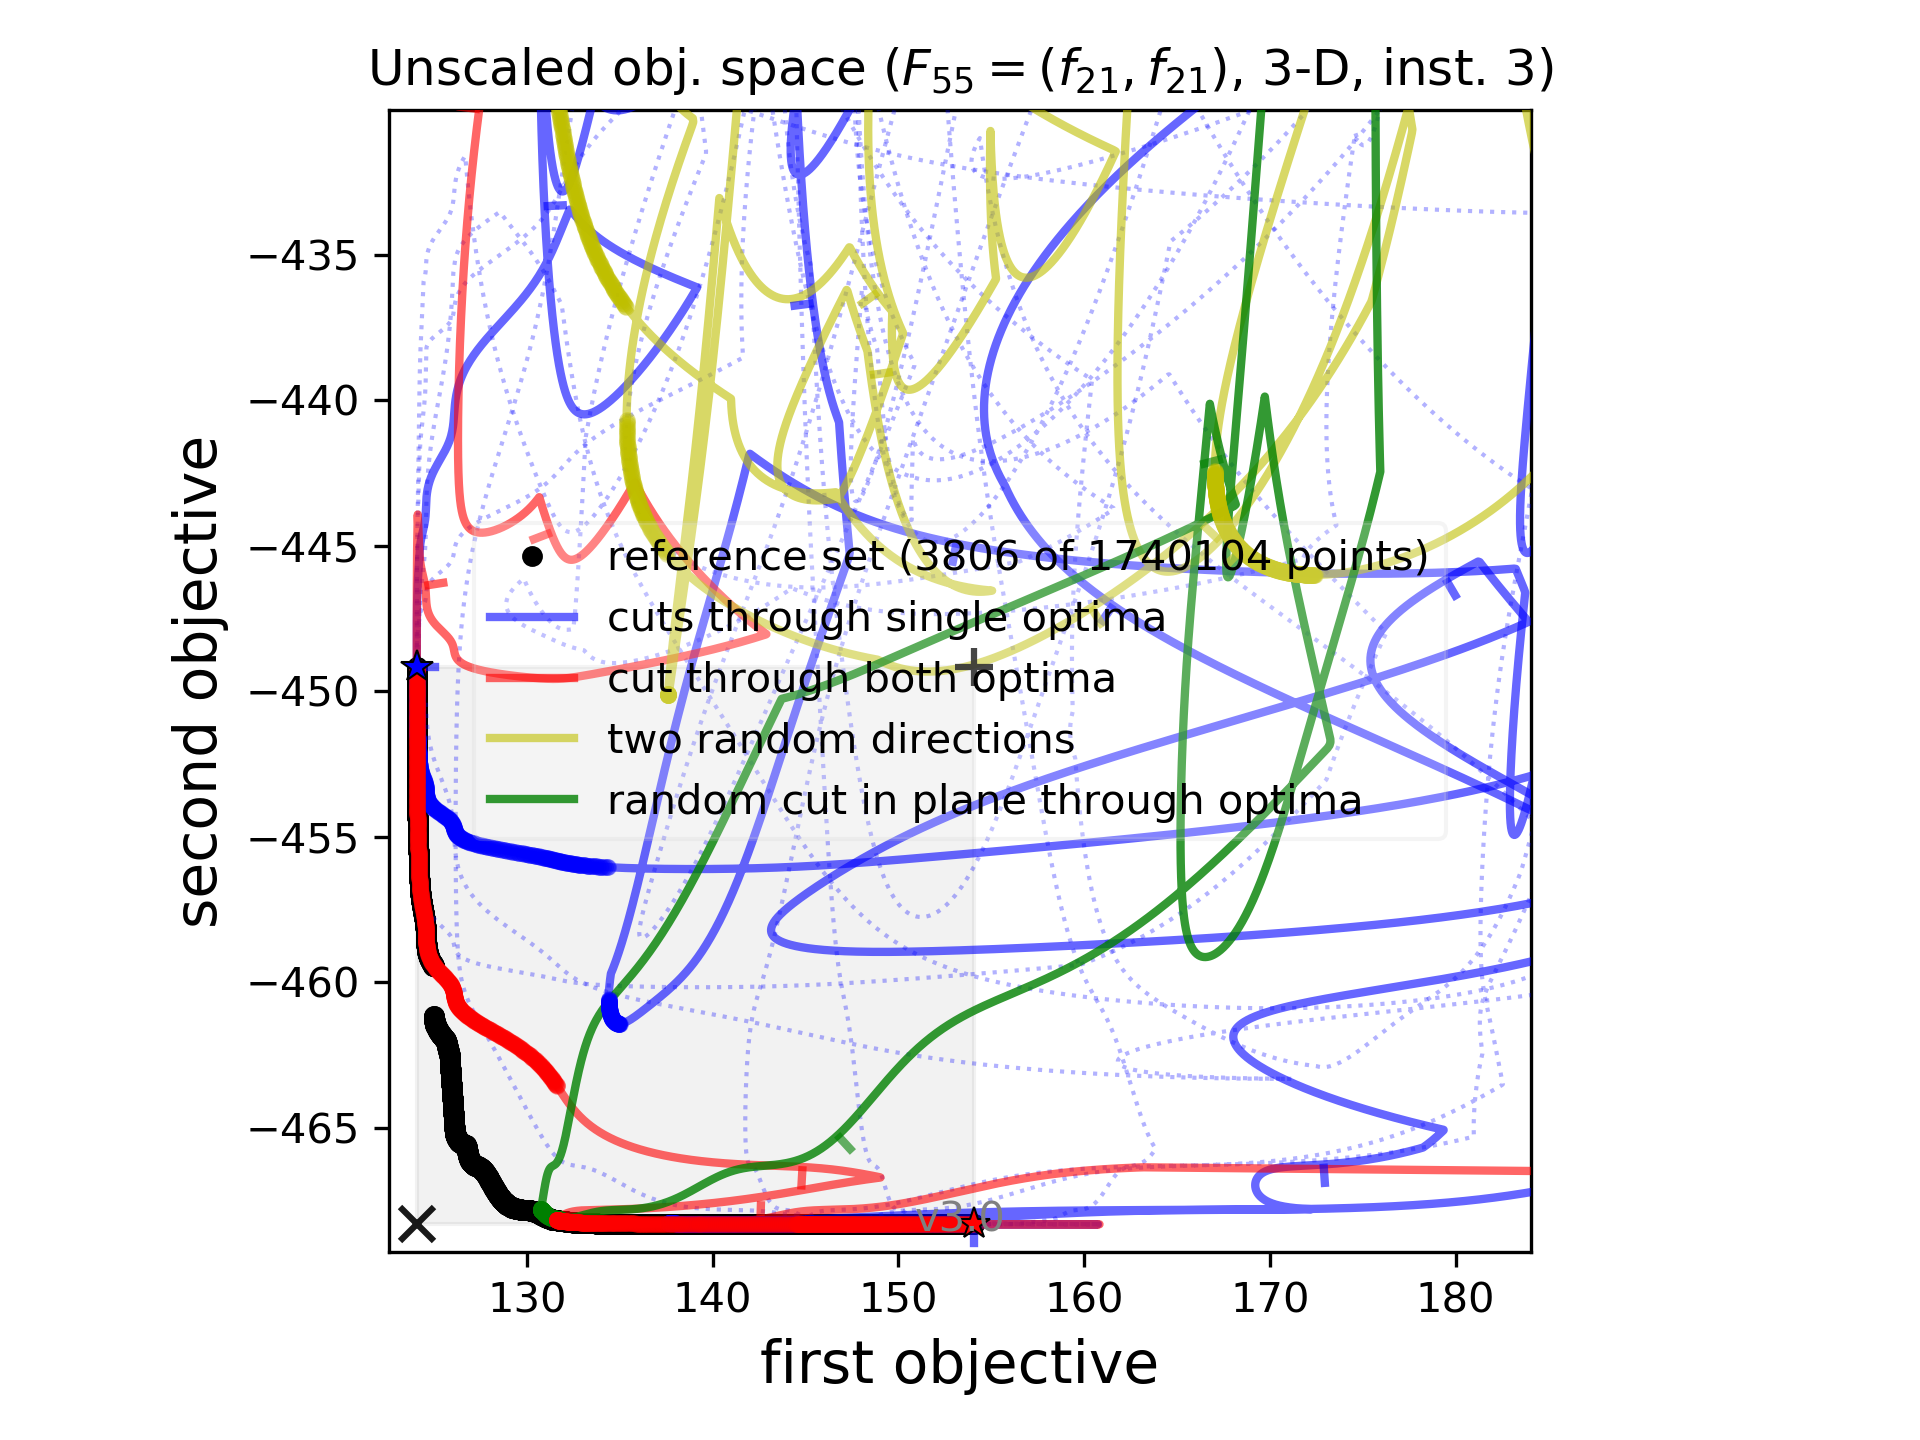 Unscaled obj. space (F₅₅ = (f₂₁, f₂₁), 3-D, inst. 3)
second objective
−435
−440
−445
−450
−455
−460
−465
reference set (3806 of 1740104 points)
cuts through single optima
cut through both optima
two random directions
random cut in plane through optima
v3.0
130 140 150 160 170 180
first objective